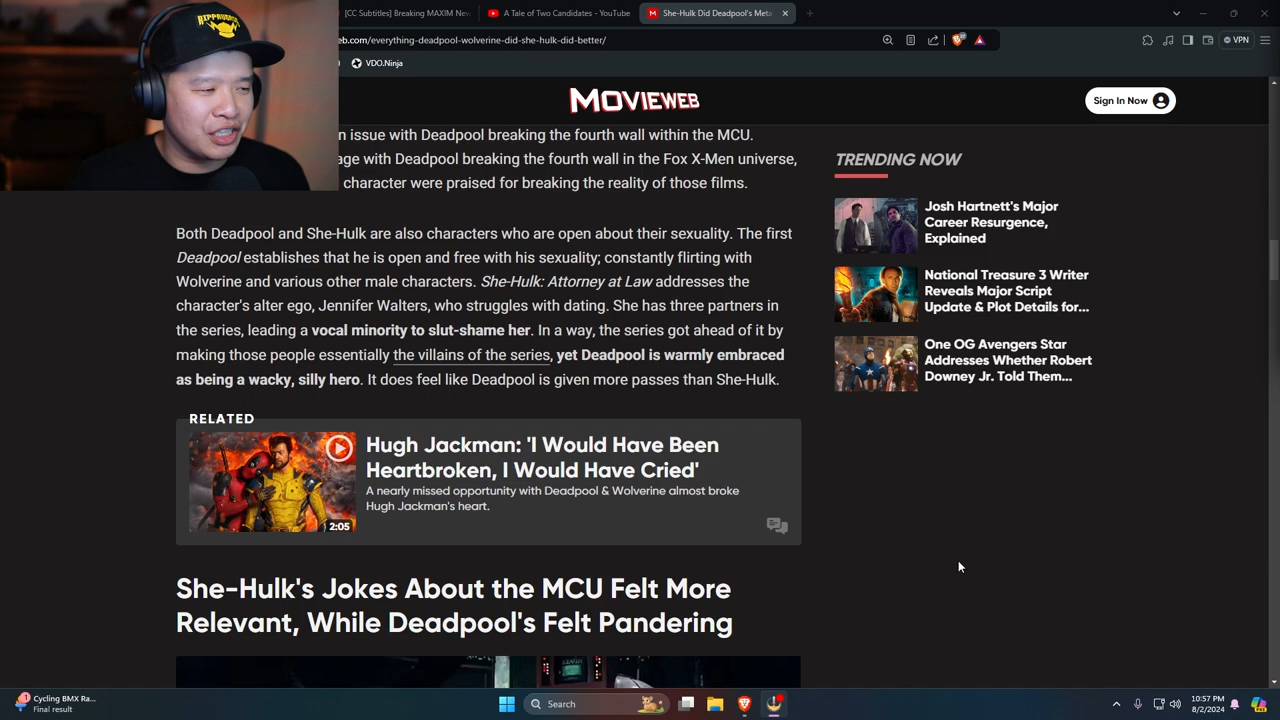 RIPPAVERSE
[CC Subtitles] Breaking MAXIM New
A Tale of Two Candidates - YouTube
She-Hulk Did Deadpool's Meta
eb.com/everything-deadpool-wolverine-did-she-hulk-did-better/
VPN
VDO.Ninja
MOVIEWEB
Sign In Now
n issue with Deadpool breaking the fourth wall within the MCU.
age with Deadpool breaking the fourth wall in the Fox X-Men universe,
character were praised for breaking the reality of those films.
Both Deadpool and She-Hulk are also characters who are open about their sexuality. The first
Deadpool establishes that he is open and free with his sexuality; constantly flirting with
Wolverine and various other male characters. She-Hulk: Attorney at Law addresses the
character's alter ego, Jennifer Walters, who struggles with dating. She has three partners in
the series, leading a vocal minority to slut-shame her. In a way, the series got ahead of it by
making those people essentially the villains of the series, yet Deadpool is warmly embraced
as being a wacky, silly hero. It does feel like Deadpool is given more passes than She-Hulk.
RELATED
Hugh Jackman: 'I Would Have Been
Heartbroken, I Would Have Cried'
A nearly missed opportunity with Deadpool & Wolverine almost broke
Hugh Jackman's heart.
2:05
She-Hulk's Jokes About the MCU Felt More
Relevant, While Deadpool's Felt Pandering
TRENDING NOW
Josh Hartnett's Major
Career Resurgence,
Explained
National Treasure 3 Writer
Reveals Major Script
Update & Plot Details for...
One OG Avengers Star
Addresses Whether Robert
Downey Jr. Told Them...
1
Cycling BMX Ra...
Final result
Search
10:57 PM
8/2/2024